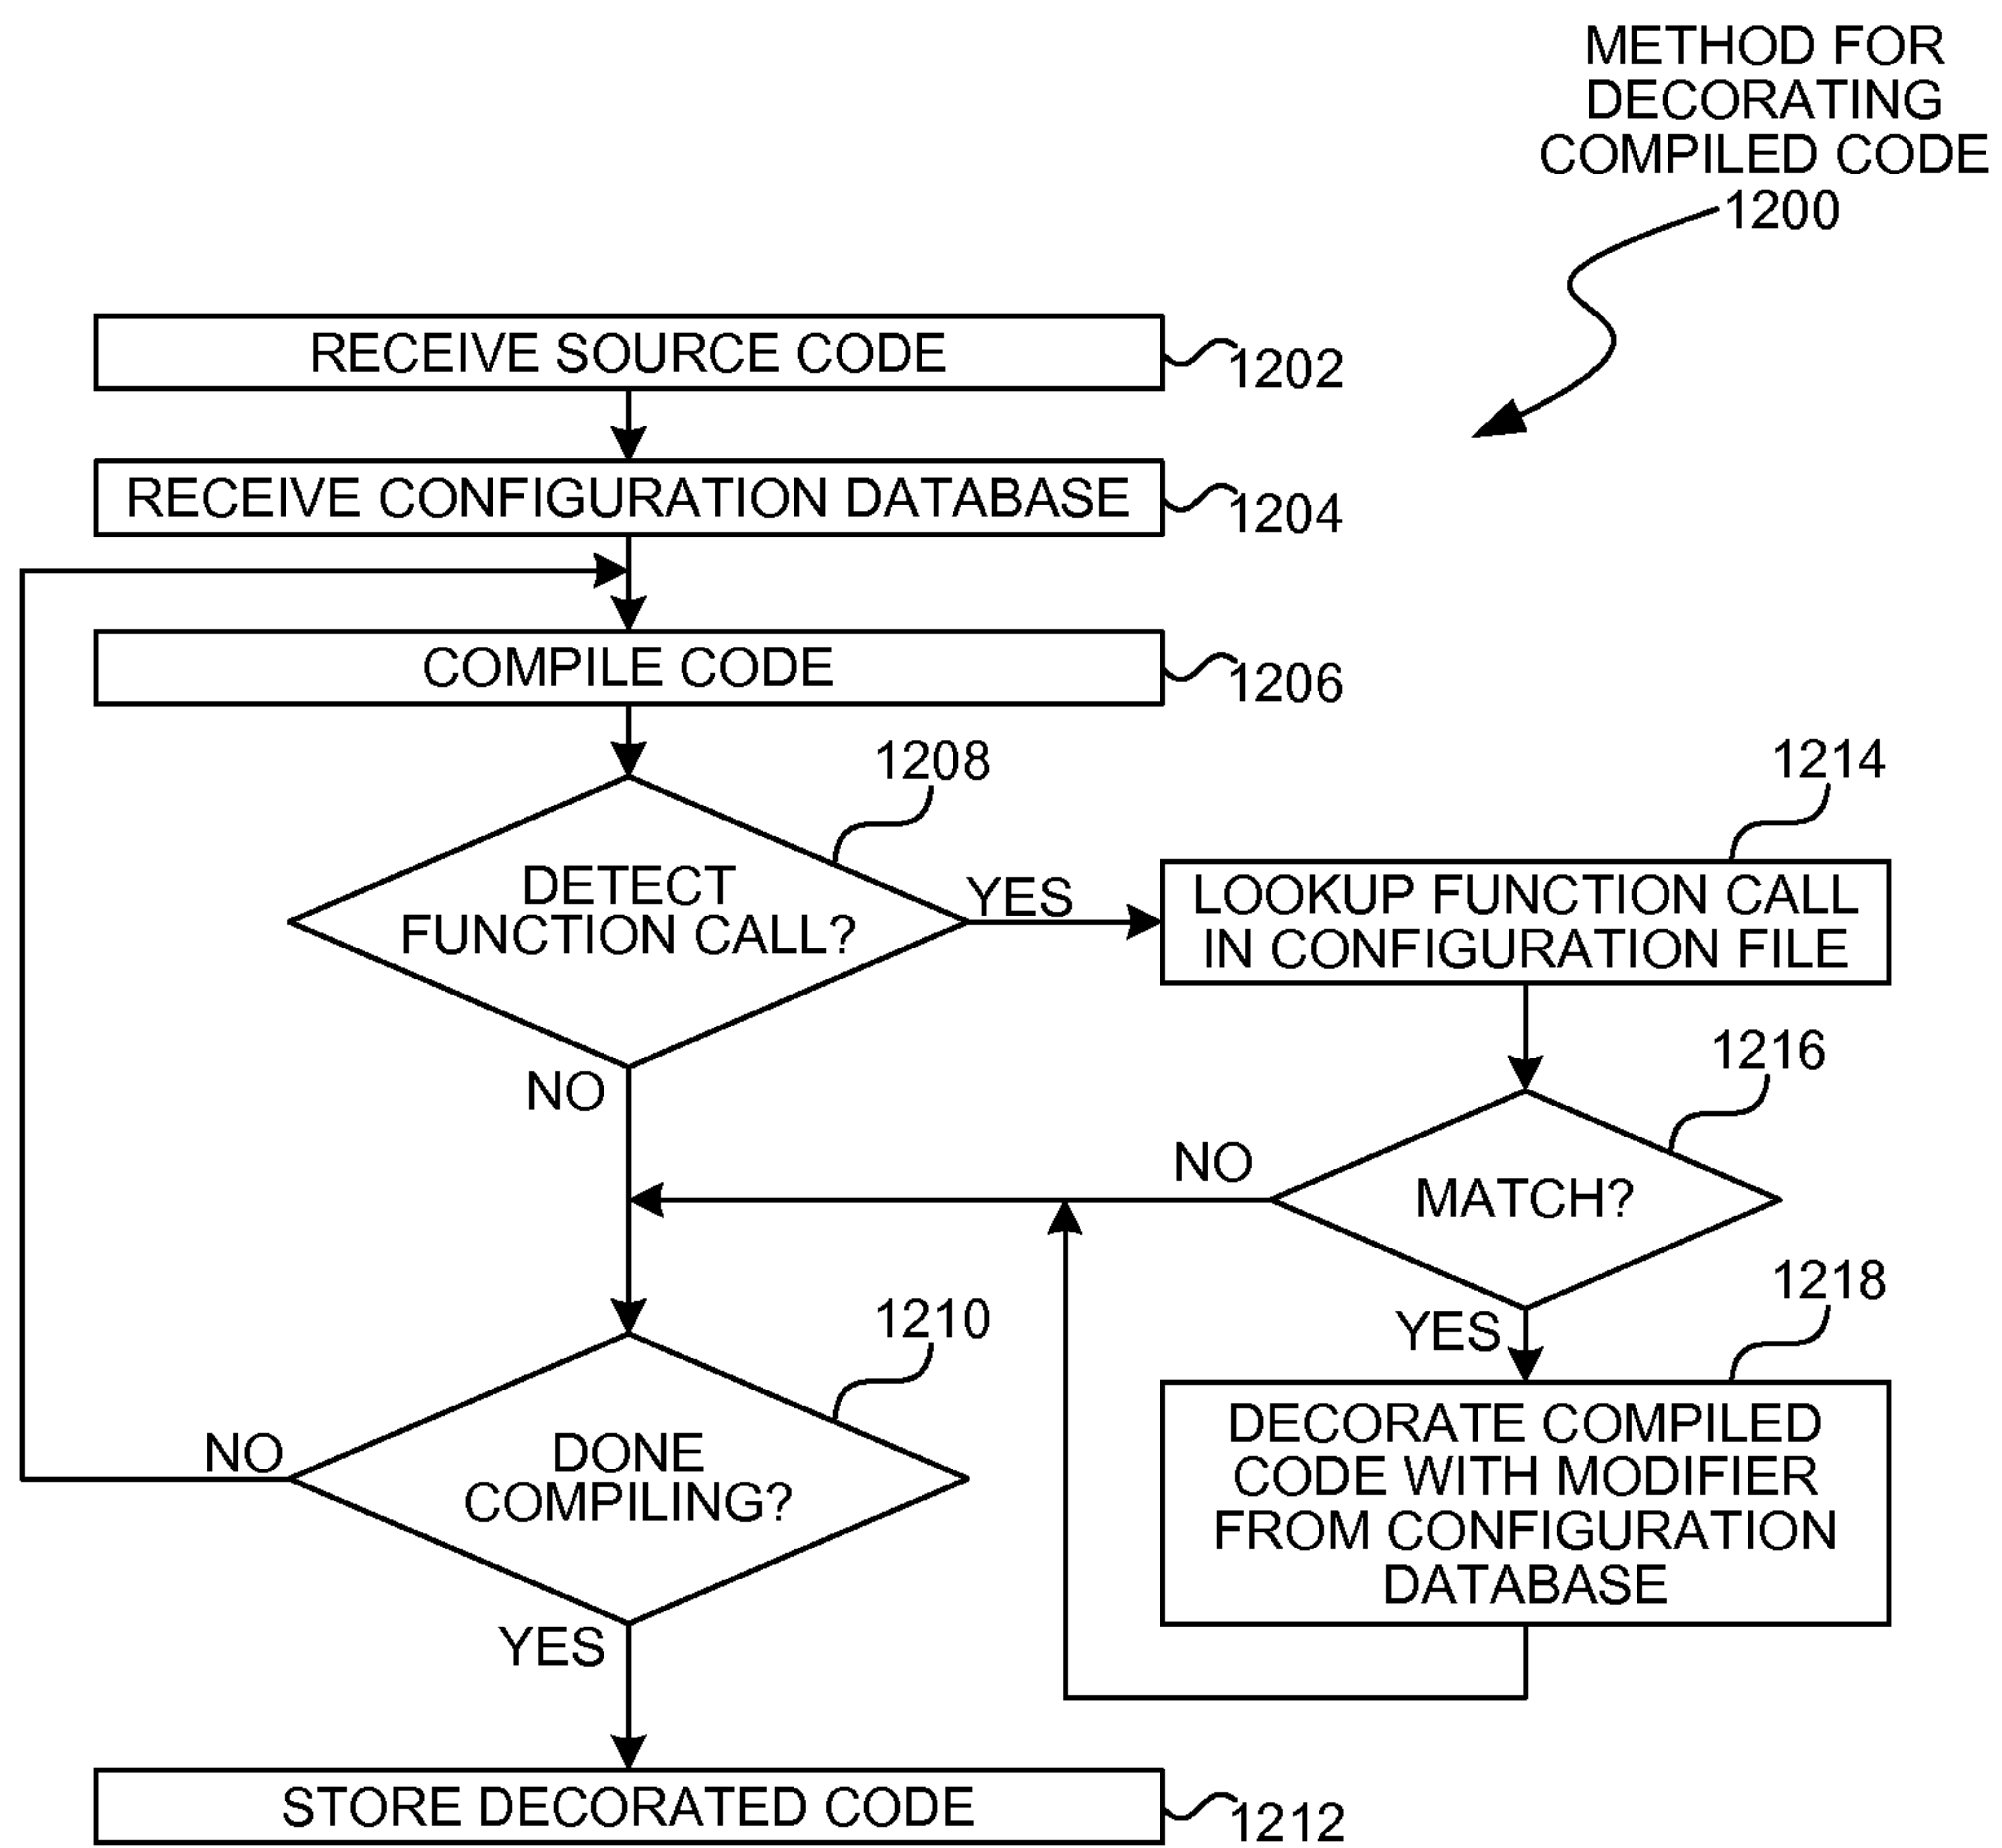 METHOD FOR
DECORATING
COMPILED CODE
1200
RECEIVE SOURCE CODE
1202
RECEIVE CONFIGURATION DATABASE
1204
COMPILE CODE
1206
1208
DETECT
FUNCTION CALL?
YES
NO
1214
LOOKUP FUNCTION CALL
IN CONFIGURATION FILE
1216
MATCH?
NO
YES
1218
DECORATE COMPILED
CODE WITH MODIFIER
FROM CONFIGURATION
DATABASE
1210
DONE
COMPILING?
NO
YES
STORE DECORATED CODE
1212